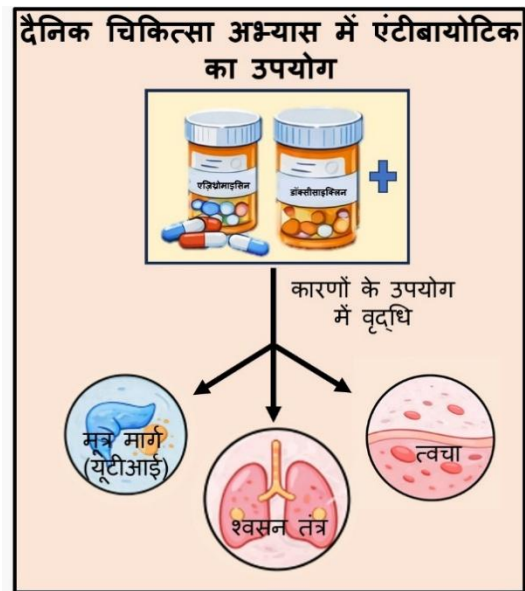 दैनिक चिकित्सा अभ्यास में एंटीबायोटिक
का उपयोग
एज़िथ्रोमाइसिन
डॉक्सीसाइक्लिन
कारणों के उपयोग
में वृद्धि
मूत्र मार्ग
(यूटीआई)
श्वसन तंत्र
त्वचा